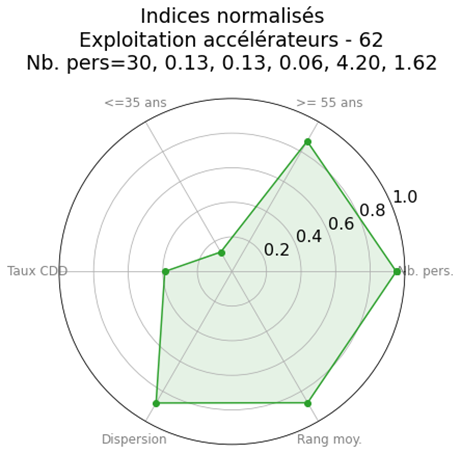 Indices normalisés
Exploitation accélérateurs - 62
Nb. pers=30, 0.13, 0.13, 0.06, 4.20, 1.62
<=35 ans
>= 55 ans
1.0
0.8
0.6
0.4
0.2
Taux CDD
Nb. pers.
Dispersion
Rang moy.